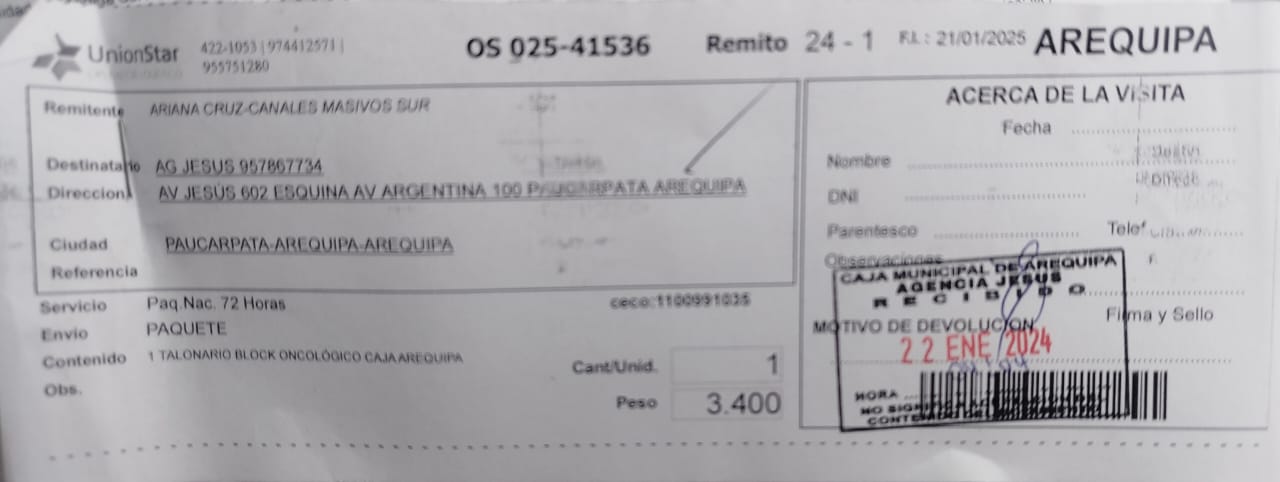 UnionStar
422-1053 | 974412571 |
955751280
OS 025-41536
Remito 24 - 1
F.I. : 21/01/2025
AREQUIPA
Remitente ARIANA CRUZ-CANALES MASIVOS SUR
Destinatario AG JESUS 957867734
Direccion AV JESÚS 602 ESQUINA AV ARGENTINA 100 PAUCARPATA AREQUIPA
Ciudad PAUCARPATA-AREQUIPA-AREQUIPA
Referencia
Servicio Paq.Nac. 72 Horas
ceco:1100991035
Envio PAQUETE
Contenido 1 TALONARIO BLOCK ONCOLÓGICO CAJA AREQUIPA
Obs.
Cant/Unid. 1
Peso 3.400
ACERCA DE LA VISITA
Fecha
Nombre
DNI
Parentesco Telef
Observaciones
CAJA MUNICIPAL DE AREQUIPA
AGENCIA JESUS
RECIBIDO
Firma y Sello
MOTIVO DE DEVOLUCION
22 ENE 2024
HORA